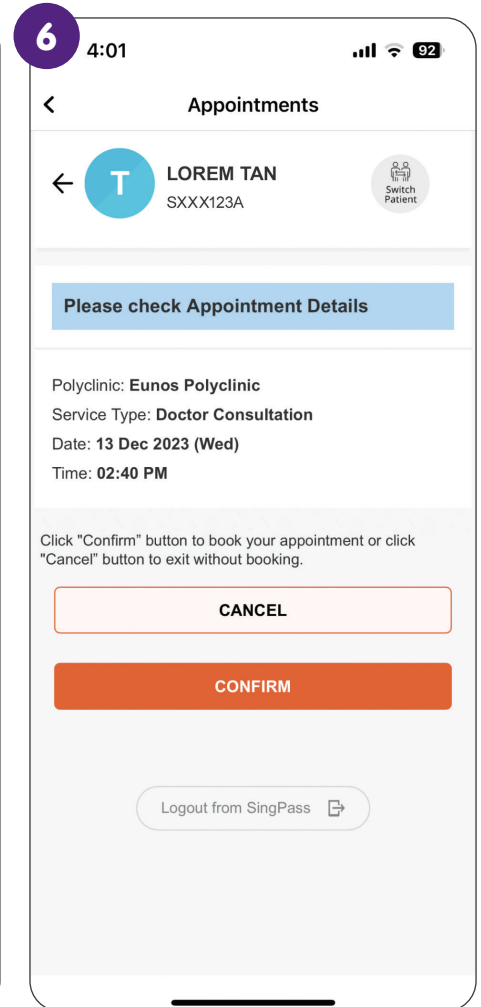 6
4:01
92
Appointments
T
LOREM TAN
SXXX123A
Switch
Patient
Please check Appointment Details
Polyclinic: Eunos Polyclinic
Service Type: Doctor Consultation
Date: 13 Dec 2023 (Wed)
Time: 02:40 PM
Click "Confirm" button to book your appointment or click
"Cancel" button to exit without booking.
CANCEL
CONFIRM
Logout from SingPass